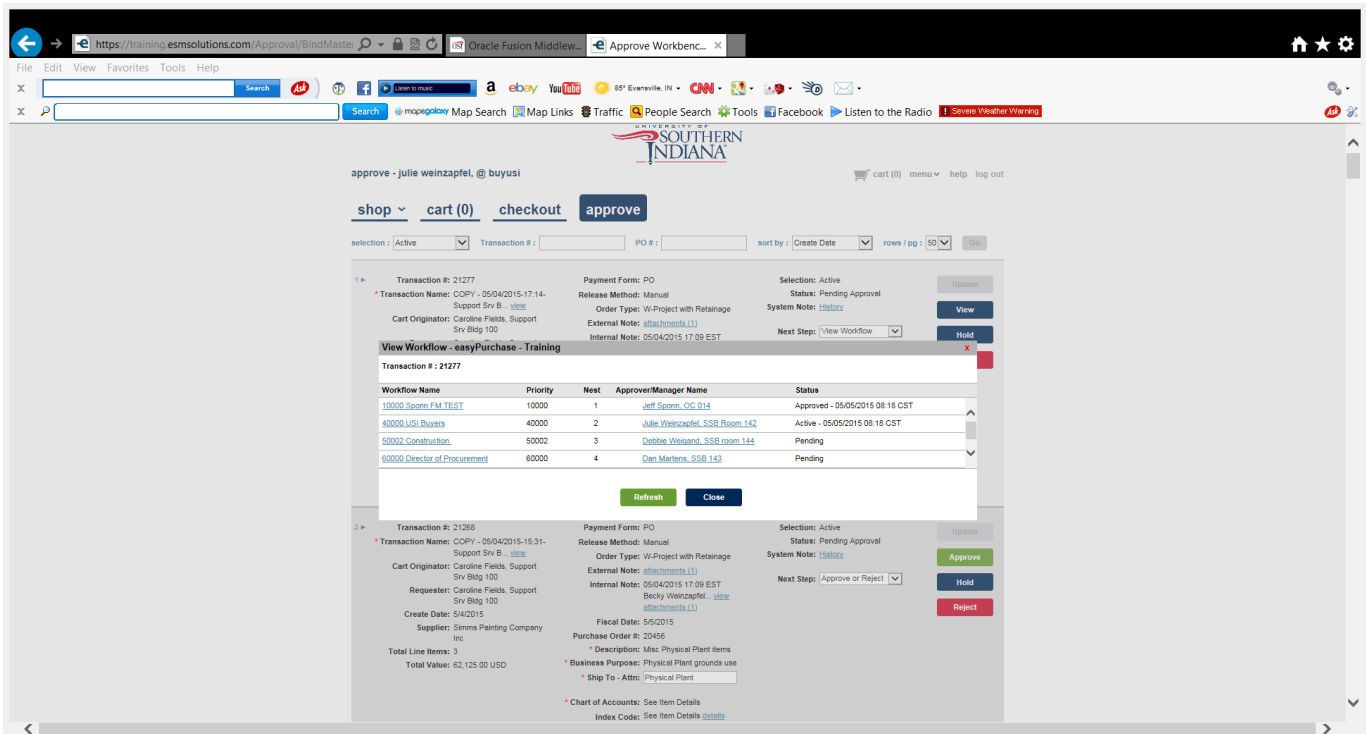 https://training.esmsolutions.com/Approval/BindMaster
Oracle Fusion Middlew...
Approve Workbenc... ×
File Edit View Favorites Tools Help
x Search Ask Listen to music a ebay YouTube 85° Evansville, IN CNN
x Search mapsgalaxy Map Search Map Links Traffic People Search Tools Facebook Listen to the Radio Severe Weather Warning Ask
UNIVERSITY OF
SOUTHERN
INDIANA
approve - julie weinzapfel, @ buyusi cart (0) menu help log out
shop cart (0) checkout approve
selection : Active Transaction # : PO # : sort by : Create Date rows / pg : 50 Go
1 Transaction #: 21277 Payment Form: PO Selection: Active Update
* Transaction Name: COPY - 05/04/2015-17:14- Release Method: Manual Status: Pending Approval
Support Srv B... view Order Type: W-Project with Retainage System Note: History View
Cart Originator: Caroline Fields, Support External Note: attachments (1)
Srv Bldg 100 Internal Note: 05/04/2015 17:09 EST Next Step: View Workflow Hold
View Workflow - easyPurchase - Training x
Transaction # : 21277
Workflow Name Priority Nest Approver/Manager Name Status
10000 Sponn FM TEST 10000 1 Jeff Sponn, OC 014 Approved - 05/05/2015 08:18 CST
40000 USI Buyers 40000 2 Julie Weinzapfel, SSB Room 142 Active - 05/05/2015 08:18 CST
50002 Construction 50002 3 Debbie Weigand, SSB room 144 Pending
60000 Director of Procurement 60000 4 Dan Martens, SSB 143 Pending
Refresh Close
2 Transaction #: 21268 Payment Form: PO Selection: Active Update
* Transaction Name: COPY - 05/04/2015-15:31- Release Method: Manual Status: Pending Approval
Support Srv B... view Order Type: W-Project with Retainage System Note: History Approve
Cart Originator: Caroline Fields, Support External Note: attachments (1)
Srv Bldg 100 Internal Note: 05/04/2015 17:09 EST Next Step: Approve or Reject Hold
Requester: Caroline Fields, Support Becky Weinzapfel... view
Srv Bldg 100 attachments (1) Reject
Create Date: 5/4/2015 Fiscal Date: 5/5/2015
Supplier: Simms Painting Company
Inc Purchase Order #: 20456
Total Line Items: 3 * Description: Misc Physical Plant items
Total Value: 62,125.00 USD * Business Purpose: Physical Plant grounds use
* Ship To - Attn: Physical Plant
* Chart of Accounts: See Item Details
Index Code: See Item Details details